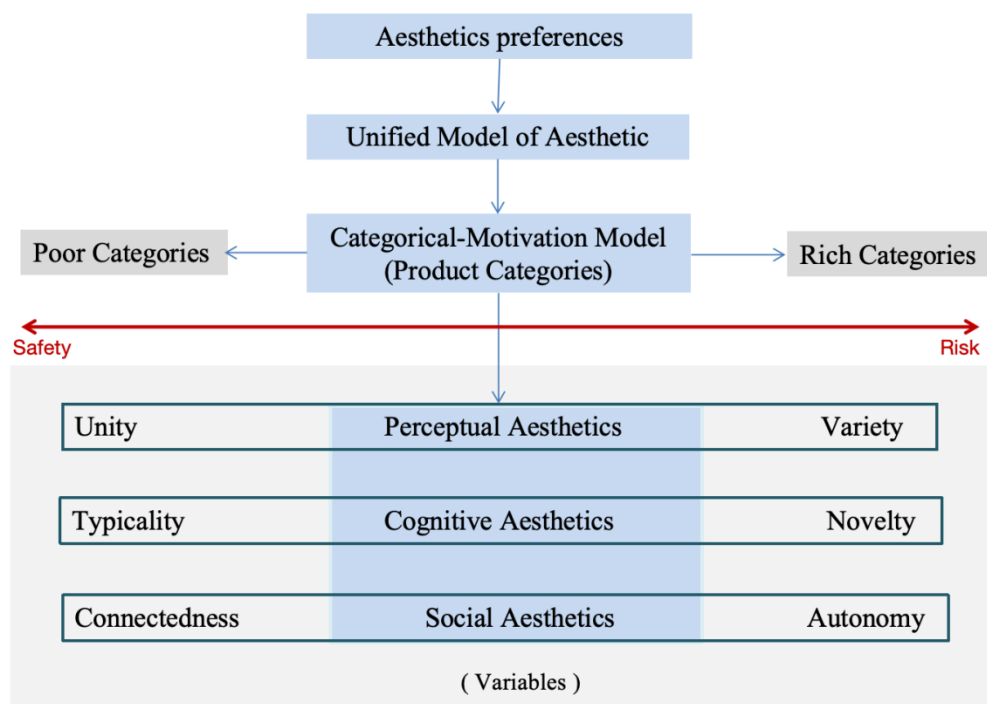 Aesthetics preferences
Unified Model of Aesthetic
Poor Categories
Categorical-Motivation Model
(Product Categories)
Rich Categories
Safety
Risk
Unity
Perceptual Aesthetics
Variety
Typicality
Cognitive Aesthetics
Novelty
Connectedness
Social Aesthetics
Autonomy
( Variables )